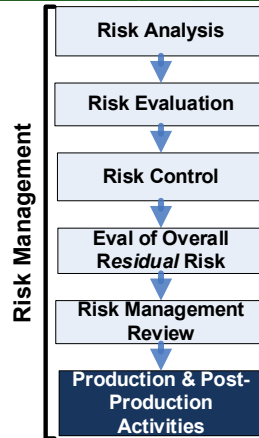 Risk Management
Risk Analysis
Risk Evaluation
Risk Control
Eval of Overall
Residual Risk
Risk Management
Review
Production & Post-
Production
Activities